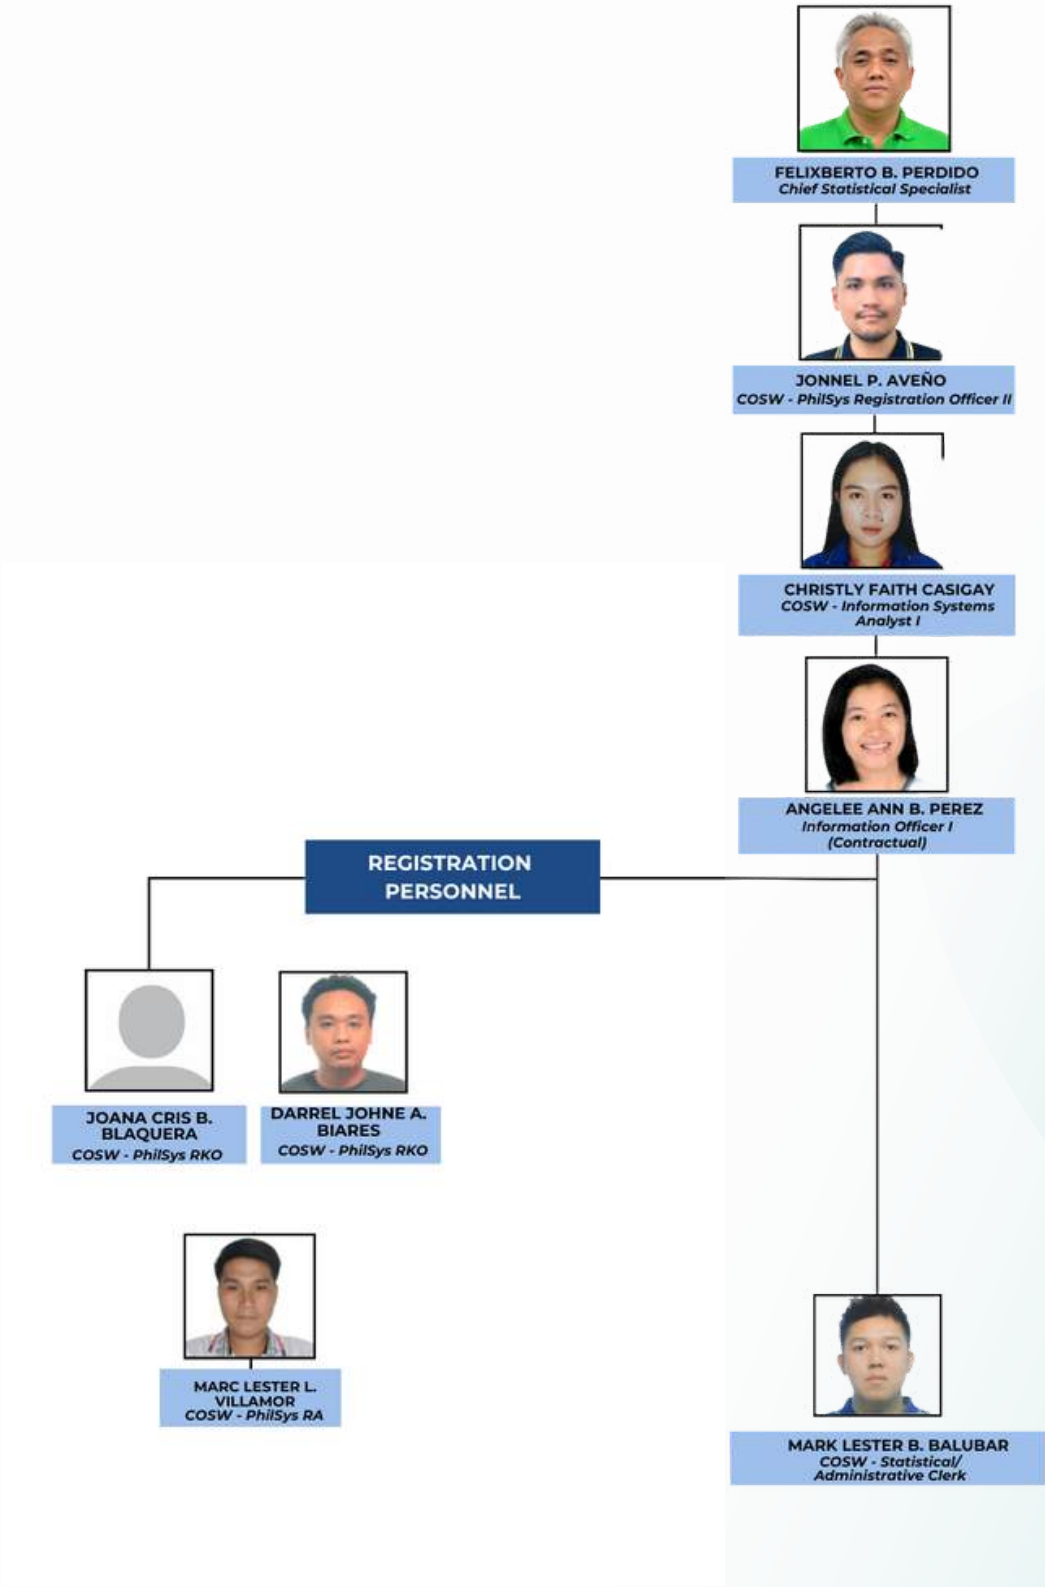 FELIXBERTO B. PERDIDO
Chief Statistical Specialist
JONNEL P. AVEÑO
COSW - PhilSys Registration Officer II
CHRISTLY FAITH CASIGAY
COSW - Information Systems
Analyst I
ANGELEE ANN B. PEREZ
Information Officer I
(Contractual)
REGISTRATION
PERSONNEL
JOANA CRIS B.
BLAQUERA
COSW - PhilSys RKO
DARREL JOHNE A.
BIARES
COSW - PhilSys RKO
MARC LESTER L.
VILLAMOR
COSW - PhilSys RA
MARK LESTER B. BALUBAR
COSW - Statistical/
Administrative Clerk